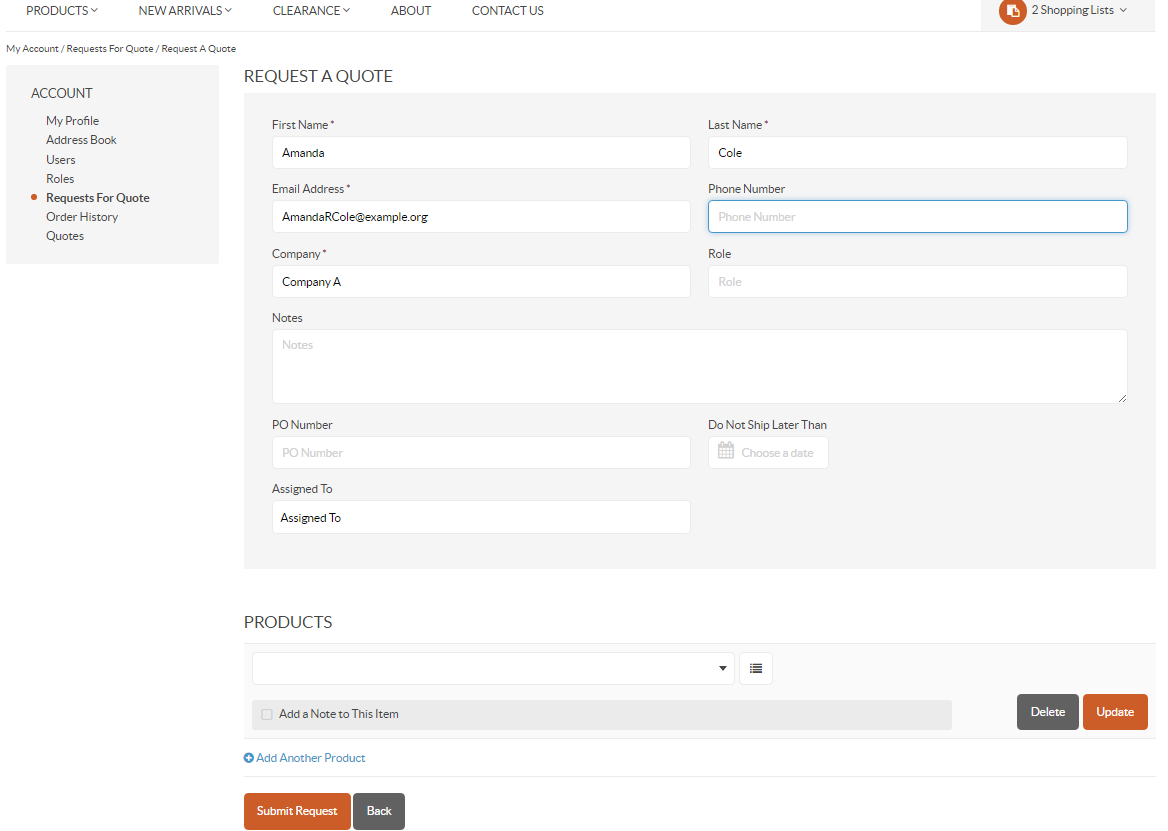 PRODUCTS NEW ARRIVALS CLEARANCE ABOUT CONTACT US 2 Shopping Lists
My Account / Requests For Quote / Request A Quote
ACCOUNT
My Profile
Address Book
Users
Roles
Requests For Quote
Order History
Quotes
REQUEST A QUOTE
First Name * Last Name *
Amanda Cole
Email Address * Phone Number
AmandaRCole@example.org Phone Number
Company * Role
Company A Role
Notes
Notes
PO Number Do Not Ship Later Than
PO Number Choose a date
Assigned To
Assigned To
PRODUCTS
Add a Note to This Item Delete Update
Add Another Product
Submit Request Back